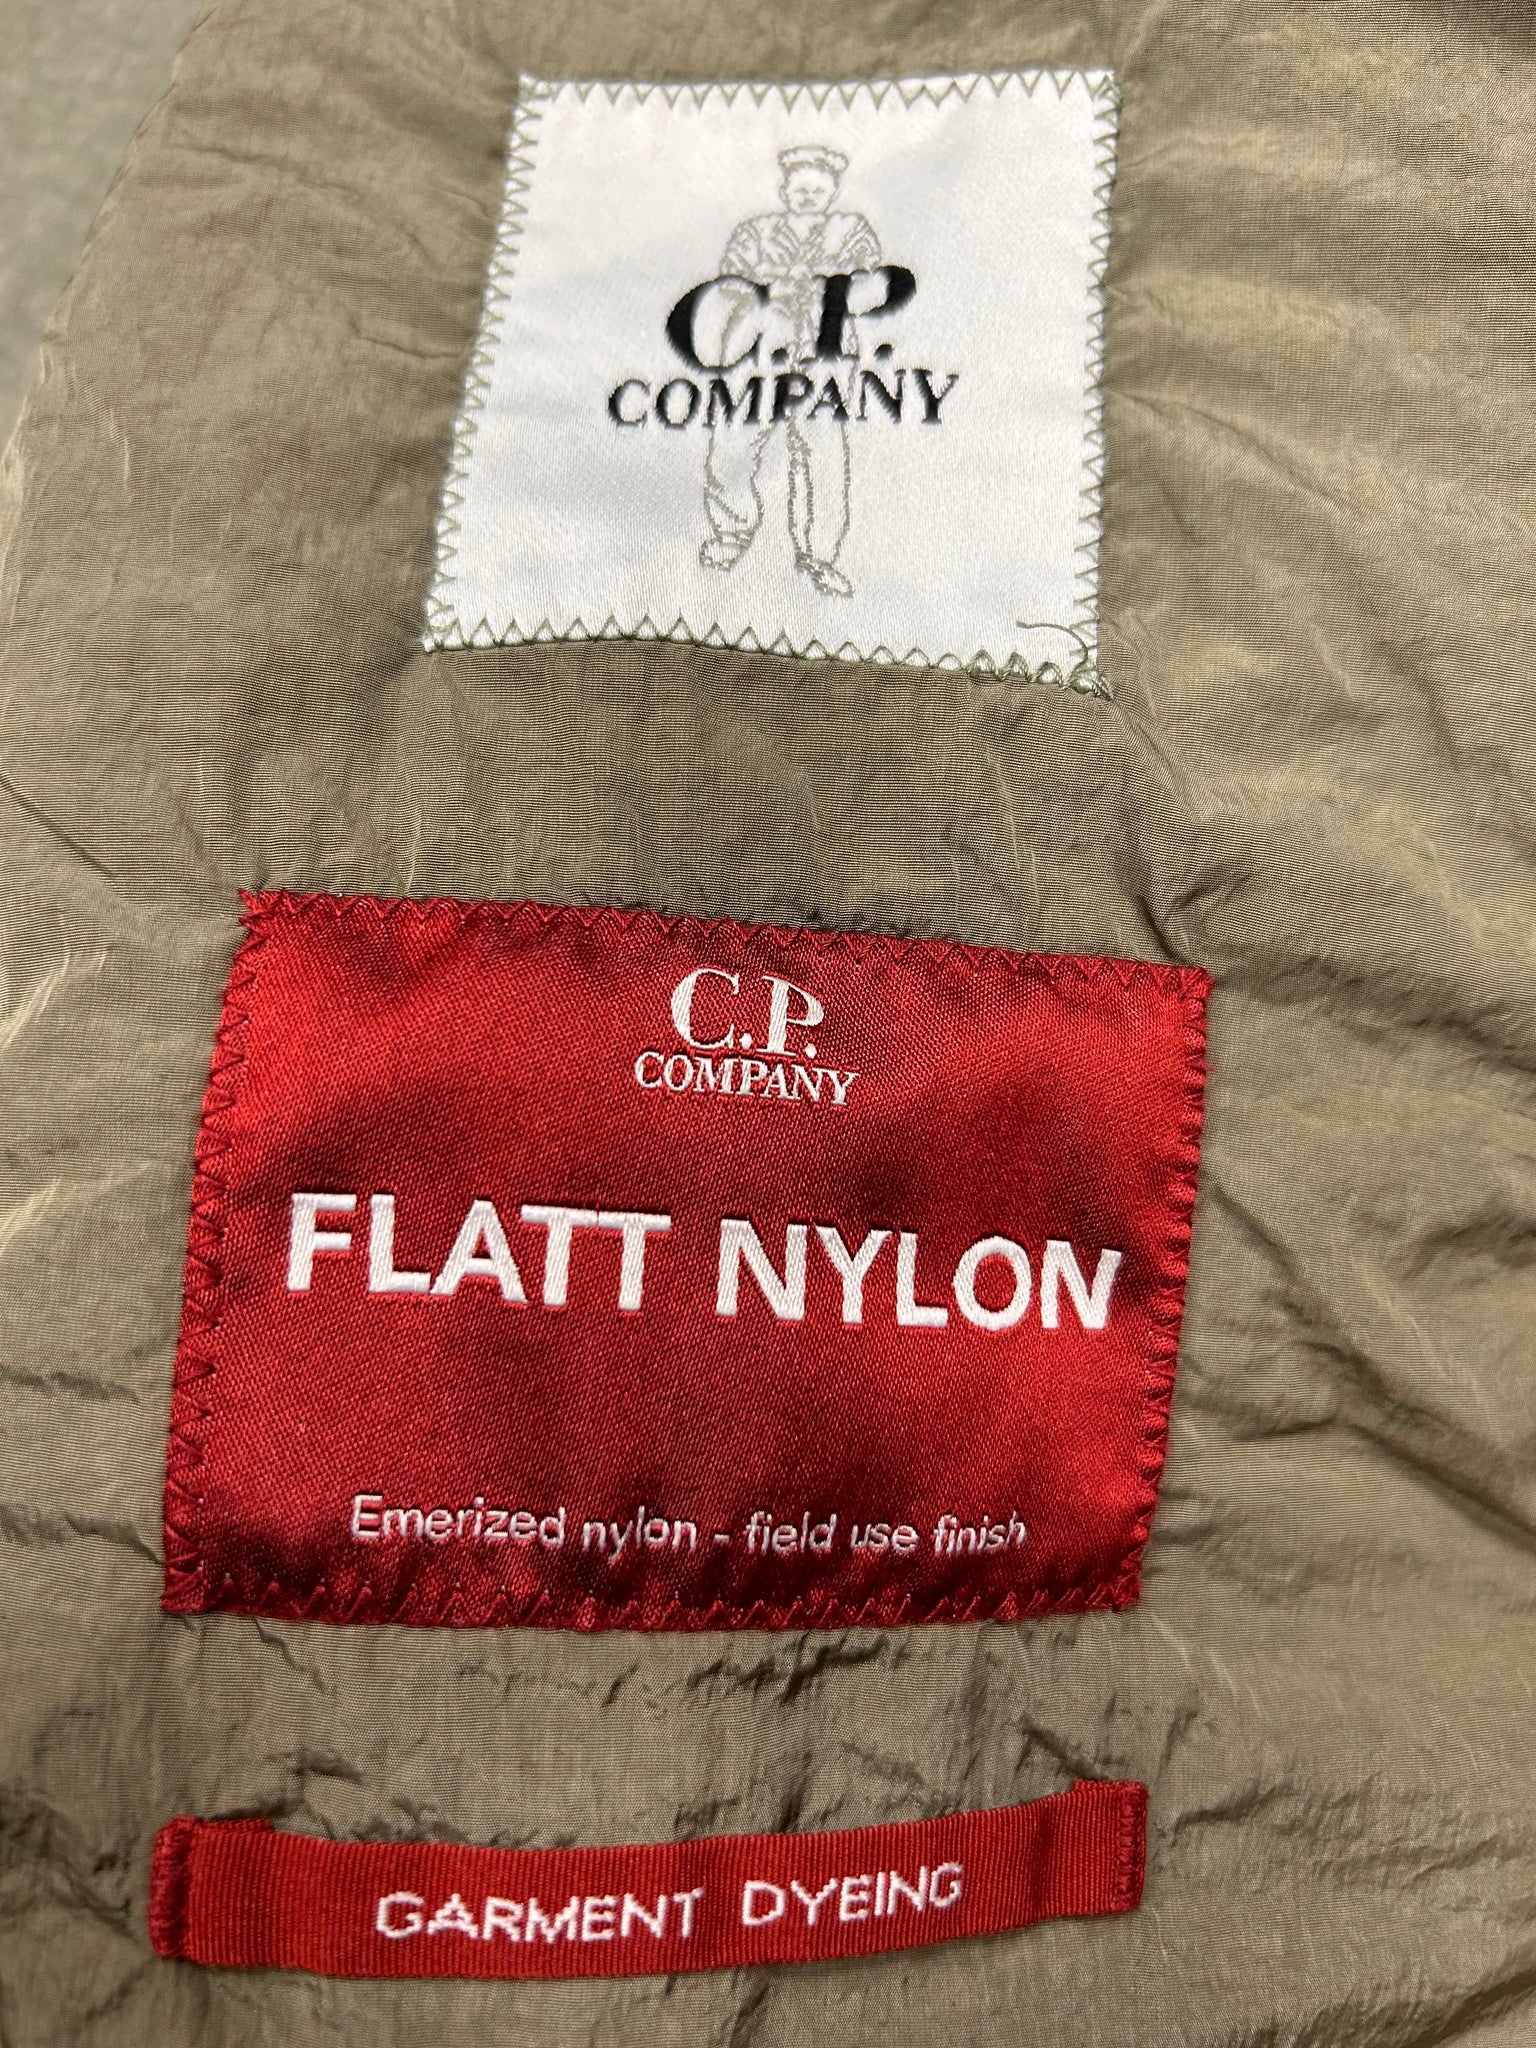 C.P.
COMPANY
C.P.
COMPANY
FLATT NYLON
Emerized nylon - field use finish
GARMENT DYEING